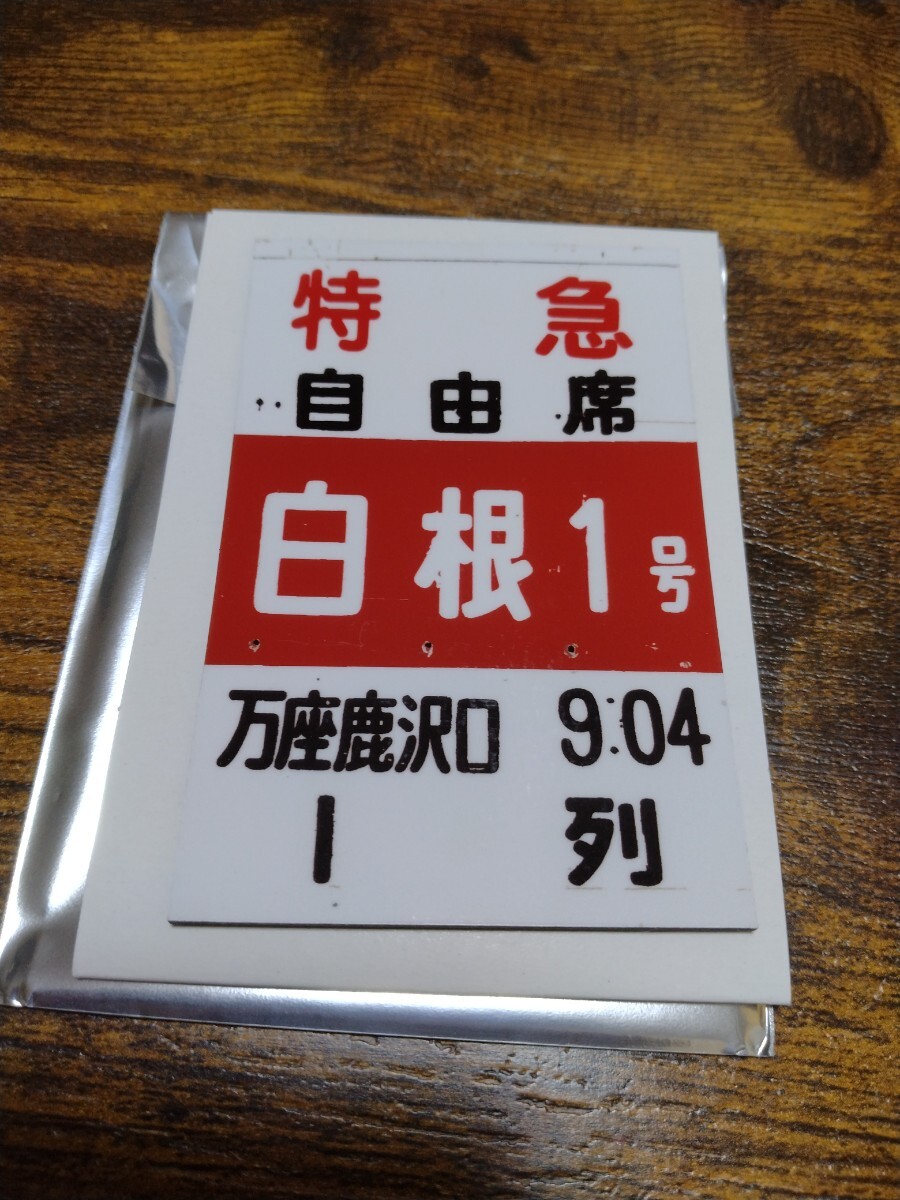 特急
自由席
白根1号
万座鹿沢口 9:04
1列